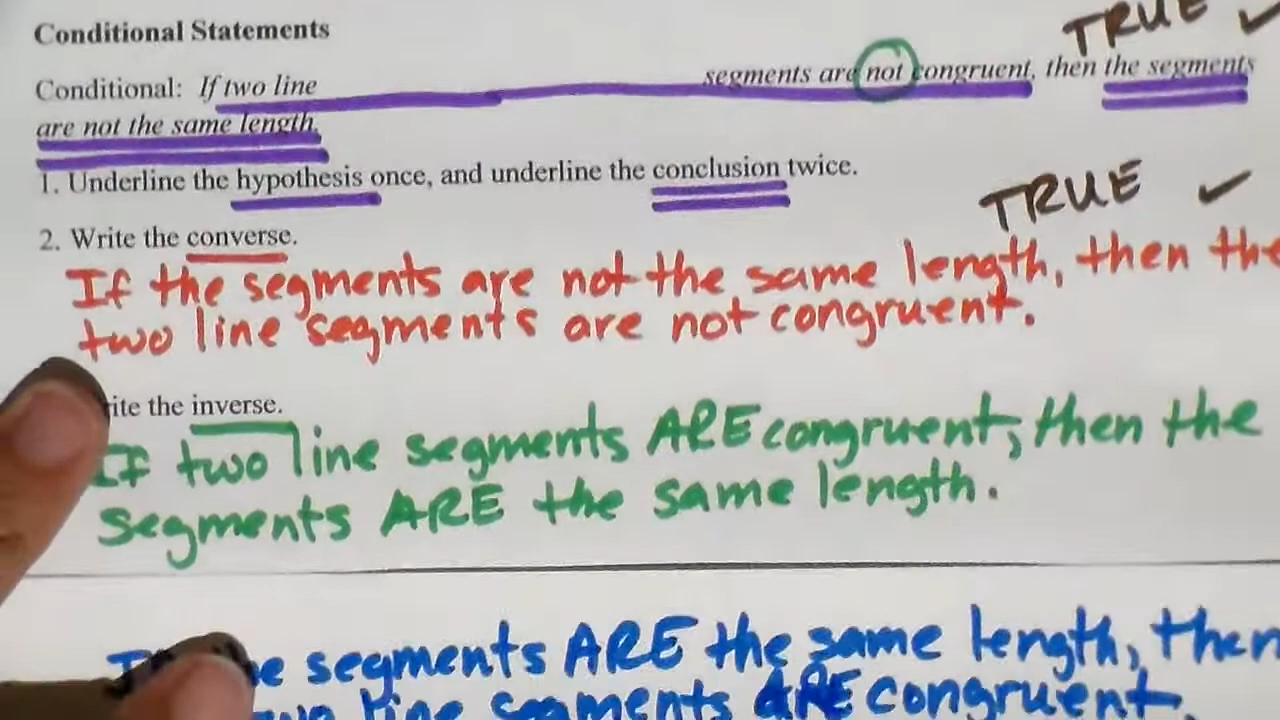 Conditional Statements
TRUE ✓
Conditional: If two line segments are not congruent, then the segments
are not the same length.
1. Underline the hypothesis once, and underline the conclusion twice.
TRUE ✓
2. Write the converse.
If the segments are not the same length, then the
two line segments are not congruent.
the inverse.
If two line segments ARE congruent, then the
segments ARE the same length.
segments ARE the same length, then
line segments ARE congruent.